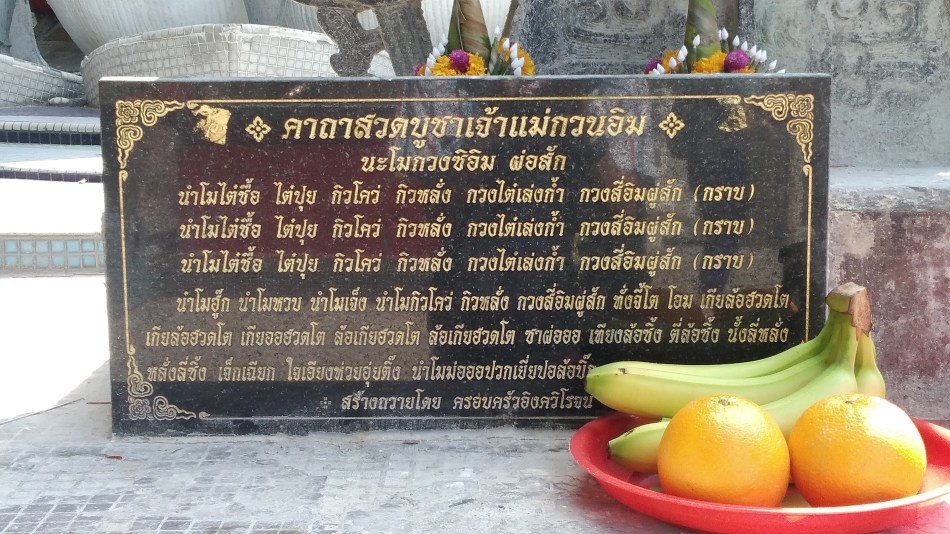 คาถาสวดบูชาเจ้าแม่กวนอิม
นะโมกวงซิอิม ผ่อสัก
นำโมไต๋ชื้อ ไต่ปุย กิวโคว่ กิวหลั่ง กวงไต๋เล่งก้ำ กวงสี่อิมผู่สัก (กราบ)
นำโมไต๋ชื้อ ไต่ปุย กิวโคว่ กิวหลั่ง กวงไต๋เล่งก้ำ กวงสี่อิมผู่สัก (กราบ)
นำโมไต๋ชื้อ ไต่ปุย กิวโคว่ กิวหลั่ง กวงไต๋เล่งก้ำ กวงสี่อิมผู่สัก (กราบ)
นำโมฮู้ก นำโมหวบ นำโมเจ็ง นำโมกิวโคว่ กิวหลั่ง กวงสี่อิมผู่สัก ทั่งจี้โต โอม เกียล้อฮวดโต
เกียล้อฮวดโต เกียออฮวดโต ล้อเกียฮวดโต ล้อเกียฮวดโต ซาผ่อออ เทียงล้อซิ้ง ตี่ล้อซิ้ง นั้งลี่หลั่ง
หลั่งลี่ซิ้ง เจ็กเฉียก ใจเอียงห่วยอุ่ยติ๊ง นำโมม่อออปวกเยี่ยปอล้อบิ๊
สร้างถวายโดย ครอบครัวอิงควิโรจน์